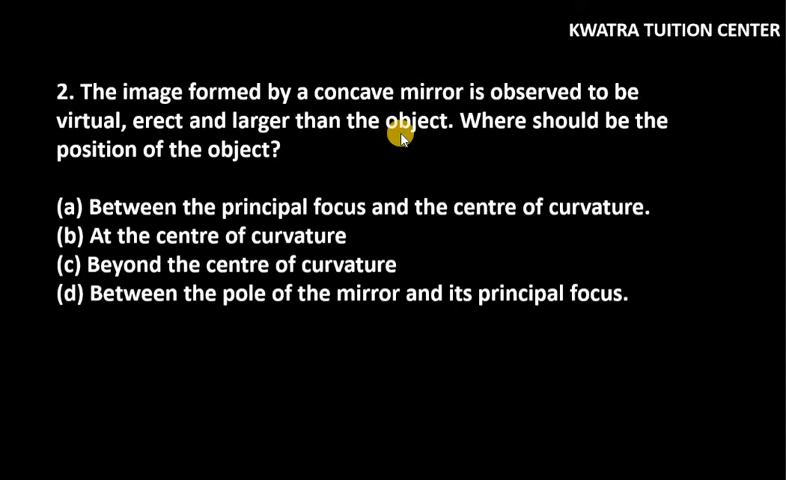 KWATRA TUITION CENTER
2. The image formed by a concave mirror is observed to be
virtual, erect and larger than the object. Where should be the
position of the object?
(a) Between the principal focus and the centre of curvature.
(b) At the centre of curvature
(c) Beyond the centre of curvature
(d) Between the pole of the mirror and its principal focus.